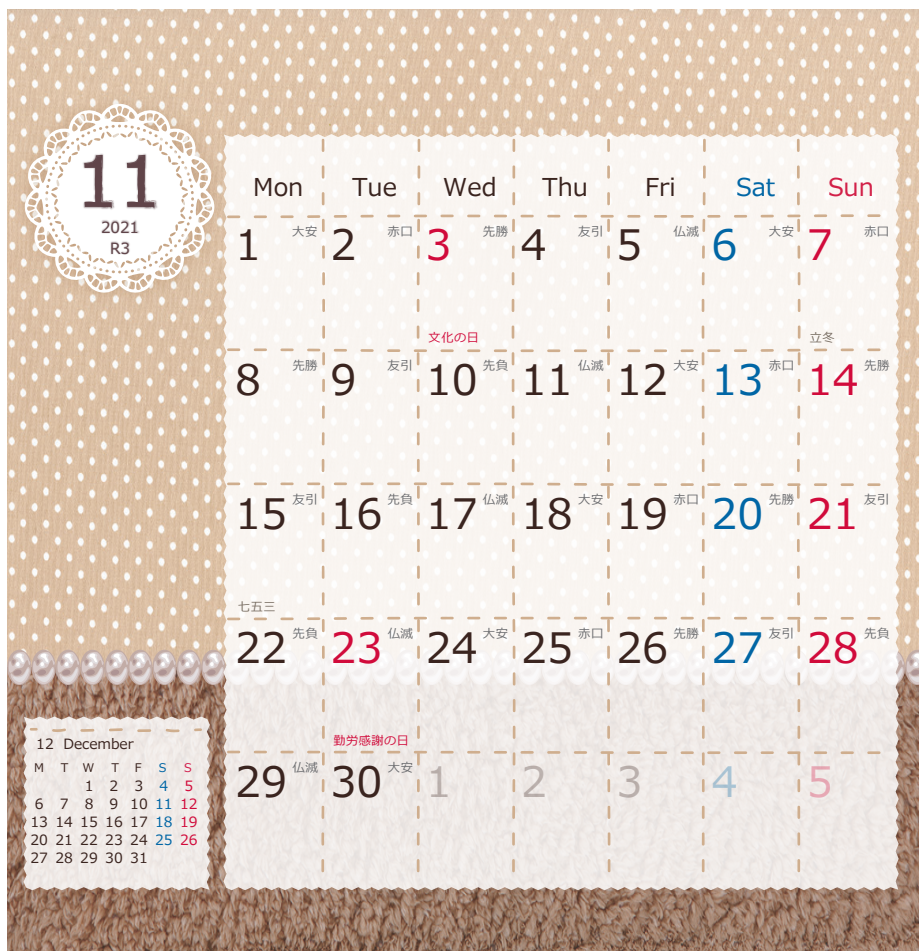 11
2021
R3
Mon Tue Wed Thu Fri Sat Sun
1 大安 2 赤口 3 先勝 4 友引 5 仏滅 6 大安 7 赤口
文化の日 立冬
8 先勝 9 友引 10 先負 11 仏滅 12 大安 13 赤口 14 先勝
15 友引 16 先負 17 仏滅 18 大安 19 赤口 20 先勝 21 友引
七五三
22 先負 23 仏滅 24 大安 25 赤口 26 先勝 27 友引 28 先負
勤労感謝の日
29 仏滅 30 大安 1 2 3 4 5
12 December
M T W T F S S
1 2 3 4 5
6 7 8 9 10 11 12
13 14 15 16 17 18 19
20 21 22 23 24 25 26
27 28 29 30 31